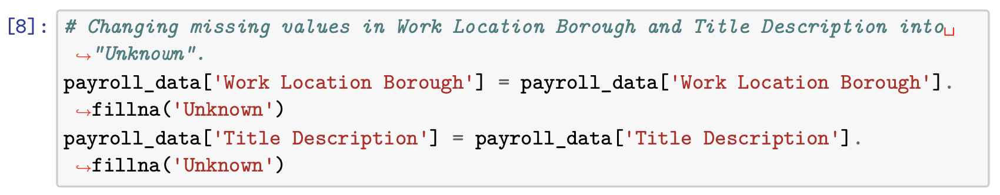 [8]: # Changing missing values in Work Location Borough and Title Description into␣
↪"Unknown".
payroll_data['Work Location Borough'] = payroll_data['Work Location Borough'].
↪fillna('Unknown')
payroll_data['Title Description'] = payroll_data['Title Description'].
↪fillna('Unknown')